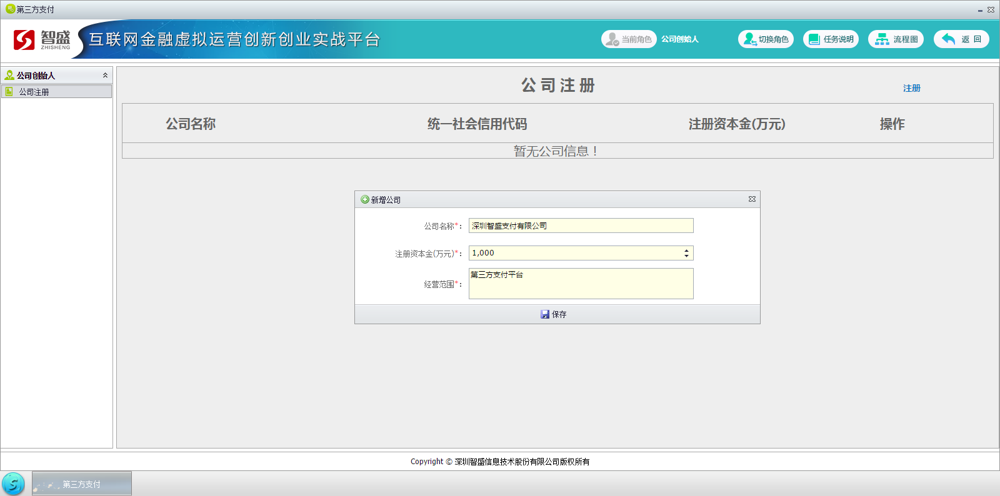 第三方支付
智盛
ZHISHENG
互联网金融虚拟运营创新创业实战平台
当前角色 公司创始人 切换角色 任务说明 流程图 返 回
公司创始人
公司注册
公司注册
注册
公司名称 统一社会信用代码 注册资本金(万元) 操作
暂无公司信息！
新增公司
公司名称*： 深圳智盛支付有限公司
注册资本金(万元)*： 1,000
经营范围*： 第三方支付平台
保存
Copyright © 深圳智盛信息技术股份有限公司版权所有
第三方支付